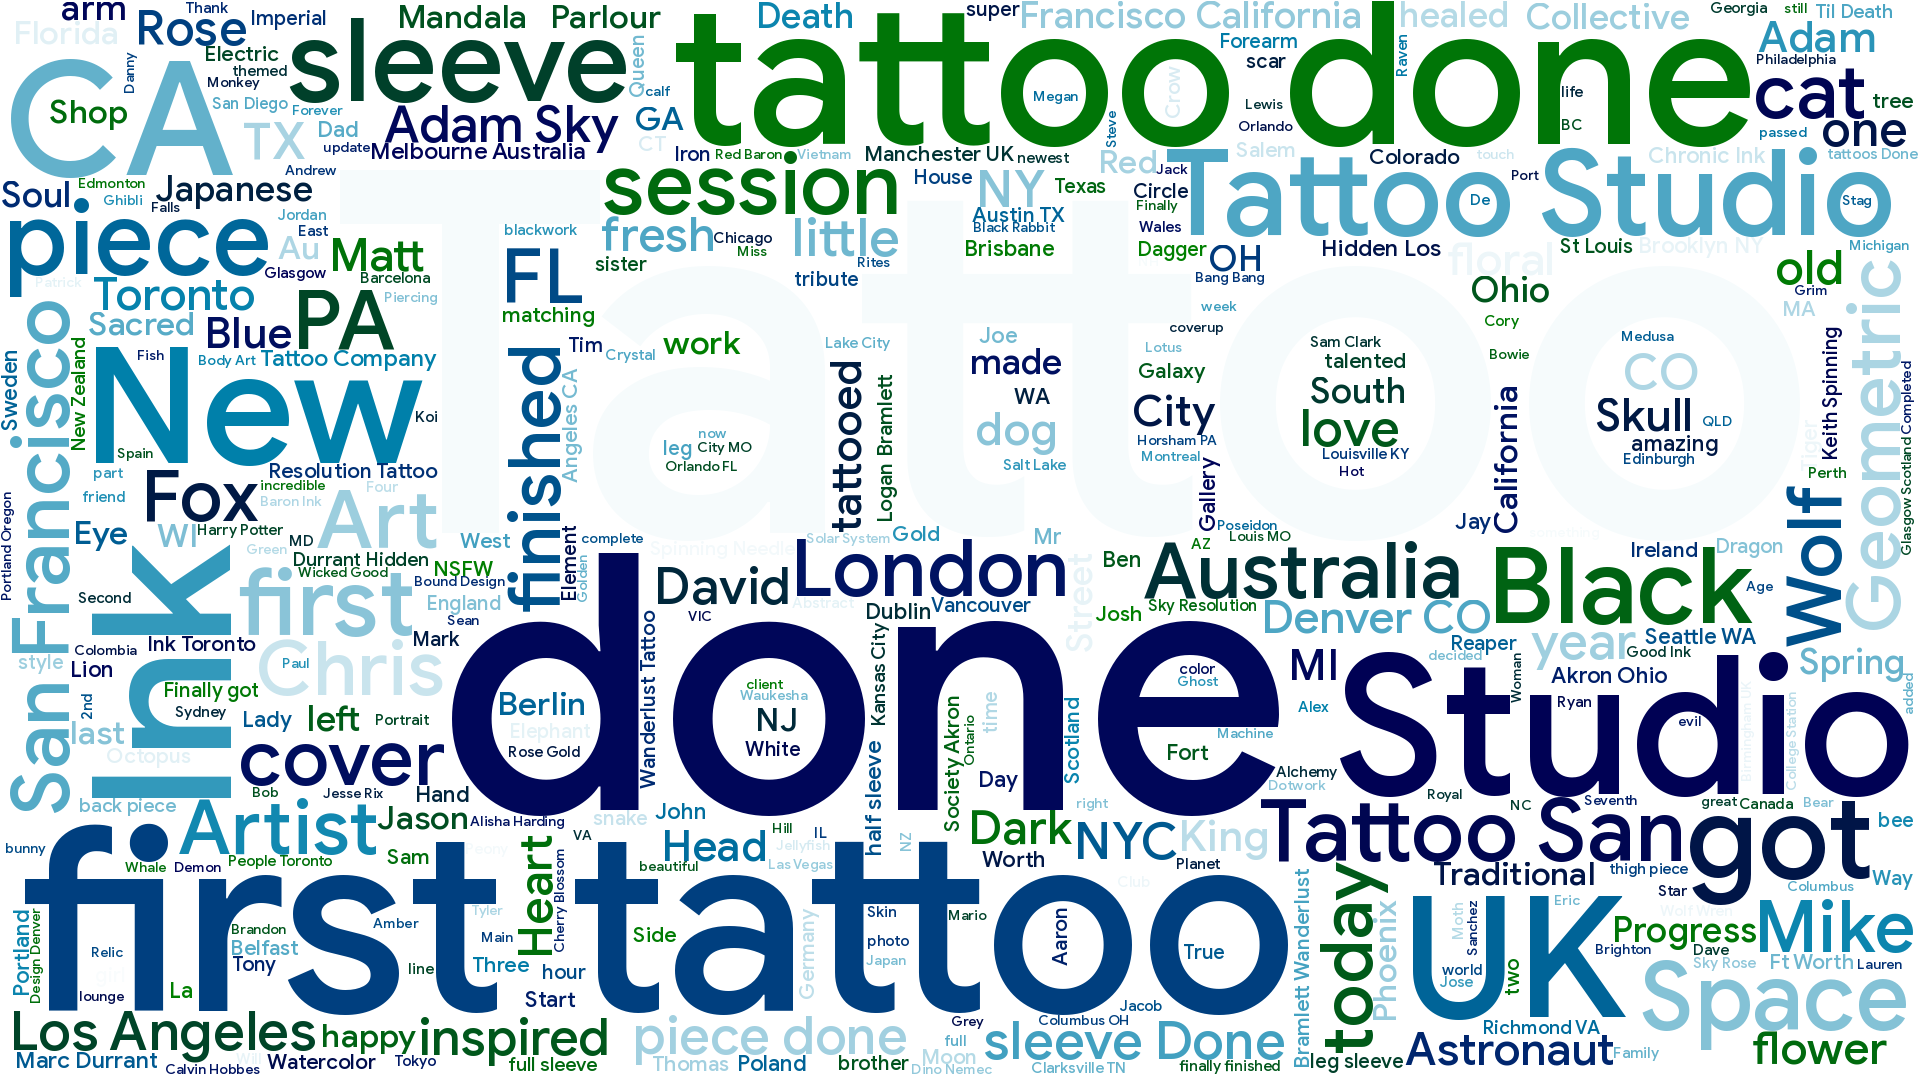 arm
Rose
Imperial
Thank
Mandala Parlour
Death
super
Francisco California
healed
Collective
Georgia
still
Til Death
Florida
Electric
themed
Monkey
Danny
sleeve
tattoo done
Queen
calf
Forearm
scar
Raven
Adam
Philadelphia
CA
Shop
San Diego
Forever
Megan
Crow
Lewis
life
cat
tree
TX
Dad
update
Adam Sky
GA
CT
Steve
Orlando
BC
passed
one
Melbourne Australia
Iron
Red Baron
Vietnam
Manchester UK
newest
Red
Salem
Colorado
touch
Chronic Ink
tattoos Done
Soul
Edmonton
Ghibli
Japanese
Andrew
session
House
NY
Texas
Jack
Circle
Tattoo Studio
Port
De
Stag
Falls
Jordan
East
Austin TX
Black Rabbit
Finally
Wales
piece
Au
Matt
blackwork
fresh
Chicago
Miss
little
Rites
Brisbane
Dagger
OH
Hidden Los
floral
St Louis
Brooklyn NY
Michigan
Glasgow
Barcelona
FL
sister
tribute
Bang Bang
old
Grim
Patrick
Toronto
Piercing
matching
week
Ohio
MA
Sacred
Blue
PA
Tattoo
coverup
Cory
Geometric
Sweden
New Zealand
San Francisco
Fish
Body Art
Tattoo Company
Tim
Crystal
work
Lake City
Joe
made
Lotus
Galaxy
Sam Clark
talented
Bowie
Medusa
CO
Keith Spinning
New
Koi
finished
Angeles CA
tattooed
Logan Bramlett
WA
City
South
love
California
Skull
QLD
amazing
Completed
Spain
part
friend
Resolution Tattoo
leg
now
City MO
Orlando FL
dog
Salt Lake
Horsham PA
Montreal
Gallery
Louisville KY
Hot
Edinburgh
Tiger
Perth
Fox
incredible
Baron Ink
Four
Art
Portland Oregon
Eye
WI
Harry Potter
Green
MD
West
Element
complete
Solar System
Gold
Mr
Poseidon
Louis MO
AZ
Jay
something
Wolf
Glasgow Scotland
Durrant Hidden
Wicked Good
NSFW
Bound Design
Golden
Spinning Needle
London
Street
Ben
Australia
Ireland
Dragon
Second
Ink
first
England
Sean
David
Abstract
Dublin
Vancouver
Josh
Sky Resolution
Denver CO
Black
Age
Colombia
style
Lion
Ink Toronto
Chris
Mark
VIC
done
Reaper
year
Seattle WA
Good Ink
Spring
Paul
Wanderlust Tattoo
Kansas City
color
Ghost
MI
decided
Akron Ohio
2nd
Finally got
Sydney
Lady
left
Portrait
Berlin
Elephant
Rose Gold
client
Waukesha
NJ
White
Society Akron
Ontario
time
Scotland
Alex
Machine
Fort
Studio
Woman
Ryan
evil
Birmingham UK
College Station
added
last
Octopus
cover
Day
Alchemy
Dotwork
back piece
Bob
Jesse Rix
Hand
Alisha Harding
snake
John
half sleeve
right
Royal
NC
Seventh
great
Canada
Bear
bunny
Artist
Jason
Heart
VA
Head
Hill
Jellyfish
IL
NZ
Dark
NYC
King
Tattoo San
got
bee
Whale
Demon
People Toronto
Sam
Peony
Cherry Blossom
beautiful
Las Vegas
Worth
Planet
Club
Traditional
thigh piece
Columbus
Way
first tattoo
Tyler
Skin
Mario
Bramlett Wanderlust
today
Star
Wolf Wren
Eric
Portland
Design Denver
Relic
girl
Brandon
Belfast
Tony
Amber
Main
Side
Germany
photo
Japan
Aaron
True
Phoenix
UK
Moth
Sanchez
Progress
Mike
Brighton
Dave
lounge
La
line
Three
hour
Start
world
Jose
two
Sky Rose
Ft Worth
Lauren
Jacob
Space
Los Angeles
happy
inspired
piece done
Grey
full
Columbus OH
sleeve Done
Richmond VA
Marc Durrant
Calvin Hobbes
Will
Watercolor
Tokyo
full sleeve
Thomas
Poland
brother
Moon
Dino Nemec
Clarksville TN
finally finished
leg sleeve
Astronaut
Family
flower